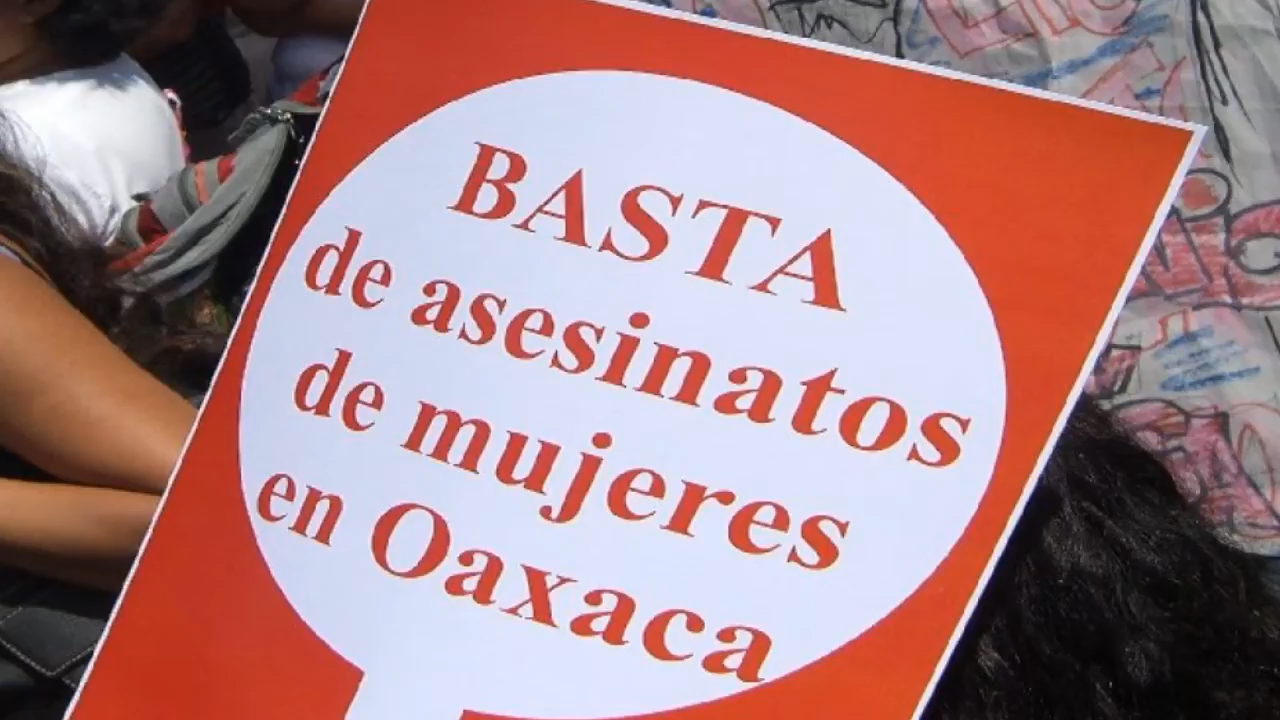 BASTA
de asesinatos
de mujeres
en Oaxaca